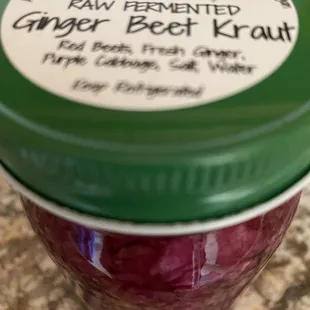 RAW FERMENTED
Ginger Beet Kraut
Red Beets, Fresh Ginger,
Purple Cabbage, Salt, Water
Keep Refrigerated